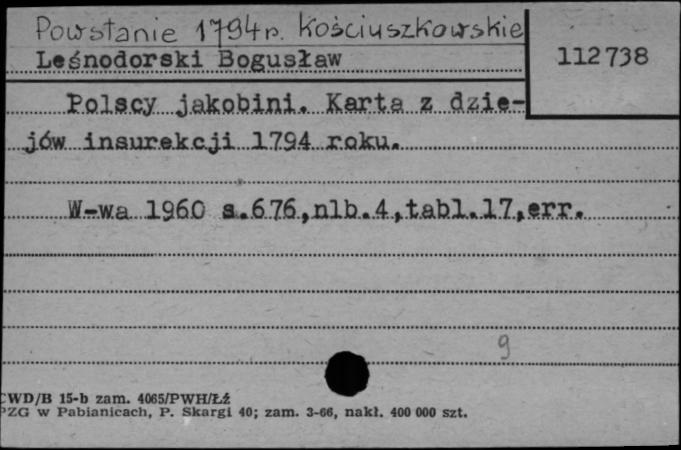 Powstanie 1794r. Kościuszkowskie
Leśnodorski Bogusław
112738
Polscy jakobini. Karta z dzie-
jów insurekcji 1794 roku.
W-wa 1960 s.676,nlb.4,tabl.17,err.
9
CWD/B 15-b zam. 4065/PWH/Łź
PZG w Pabianicach, P. Skargi 40; zam. 3-66, nakł. 400 000 szt.